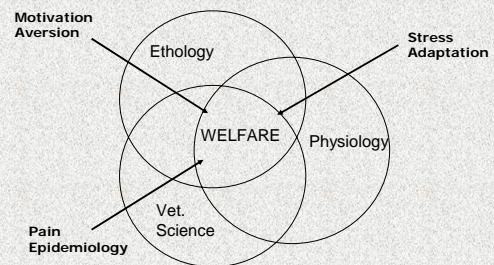 Motivation
Aversion
Ethology
Stress
Adaptation
WELFARE
Physiology
Vet.
Science
Pain
Epidemiology